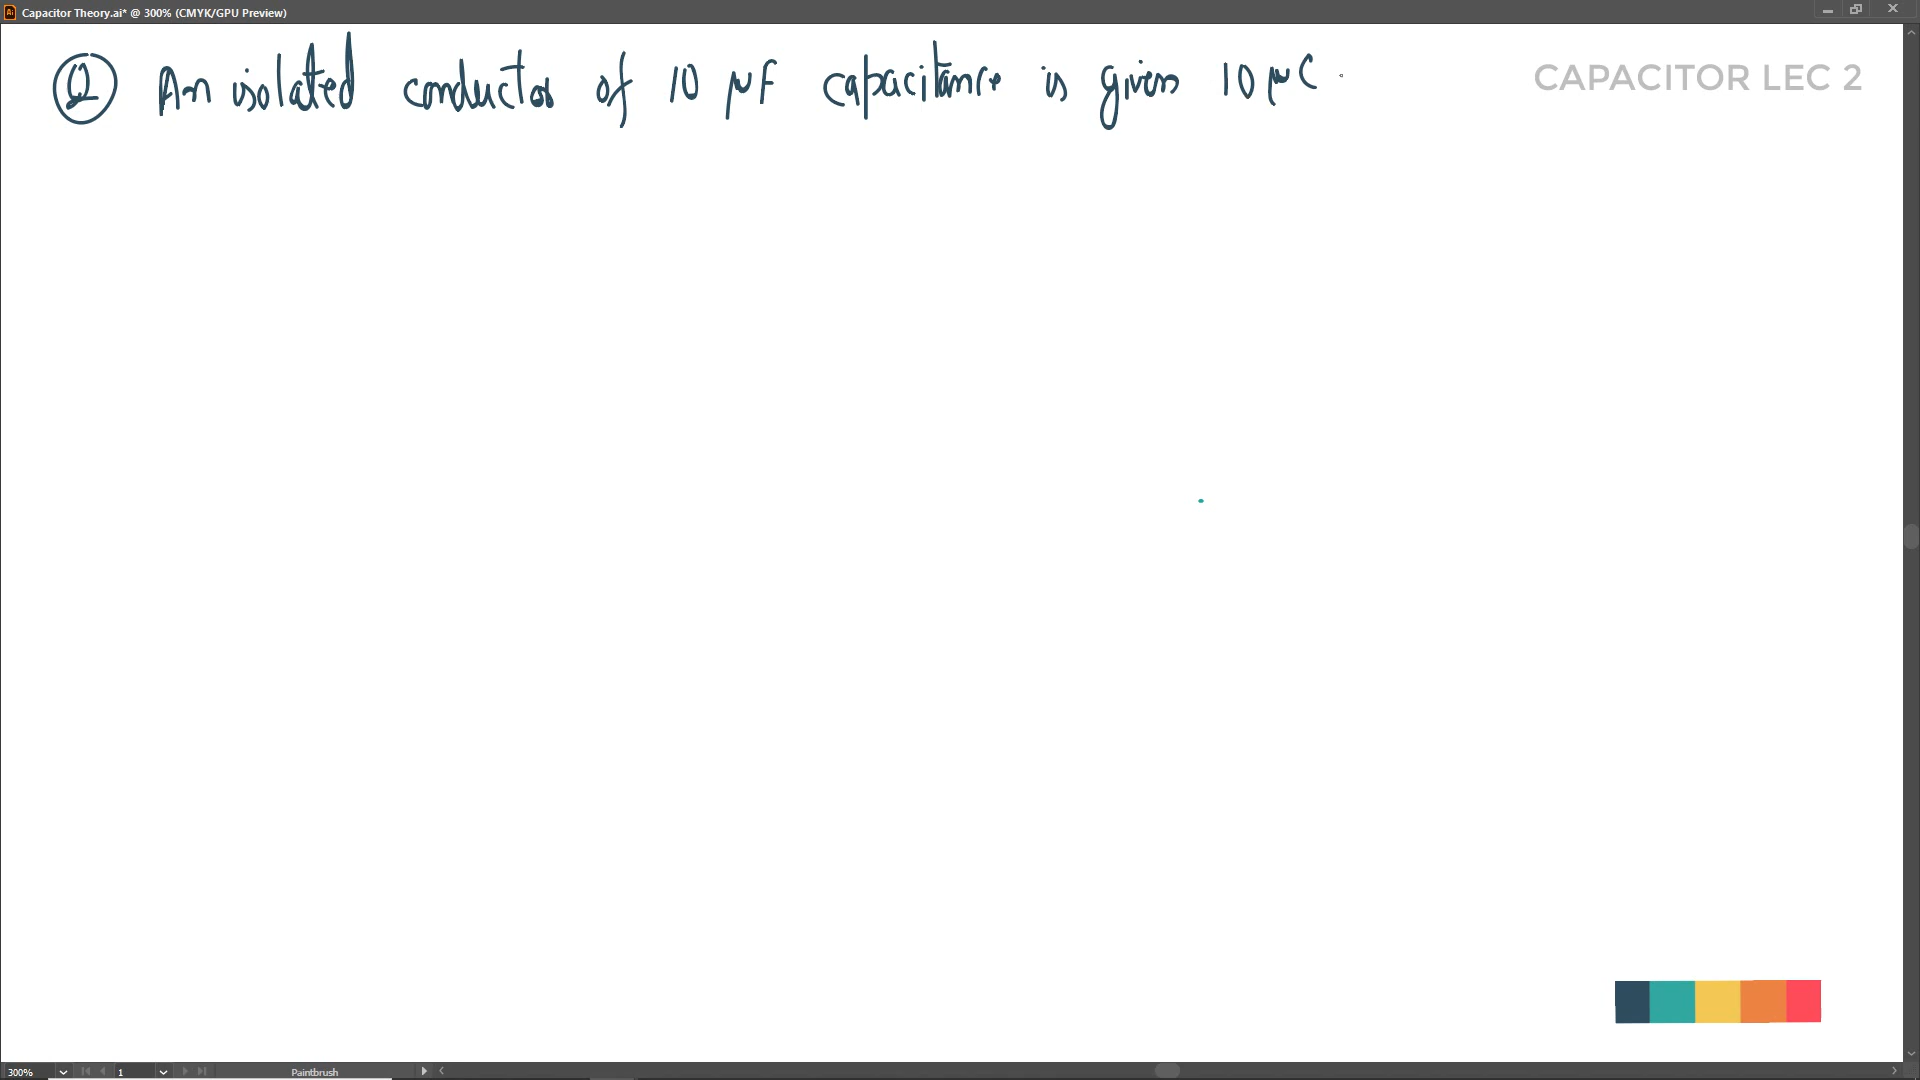 Capacitor Theory.ai* @ 300% (CMYK/GPU Preview)
Q An isolated conductor of 10 μF capacitance is given 10 μC
CAPACITOR LEC 2
300% 1 Paintbrush